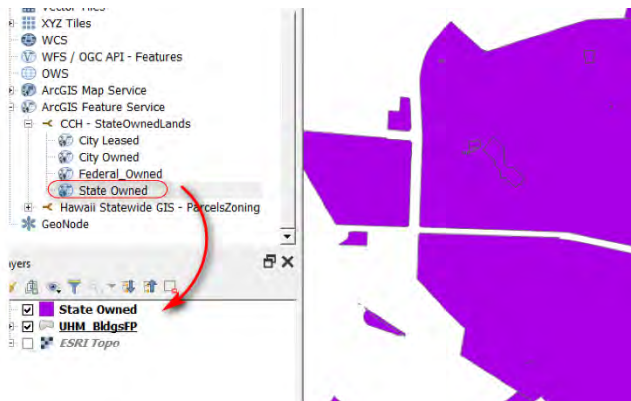 XYZ Tiles
WCS
WFS / OGC API - Features
OWS
ArcGIS Map Service
ArcGIS Feature Service
CCH - StateOwnedLands
City Leased
City Owned
Federal_Owned
State Owned
Hawaii Statewide GIS - ParcelsZoning
GeoNode
ayers
State Owned
UHM_BldgsFP
ESRI Topo